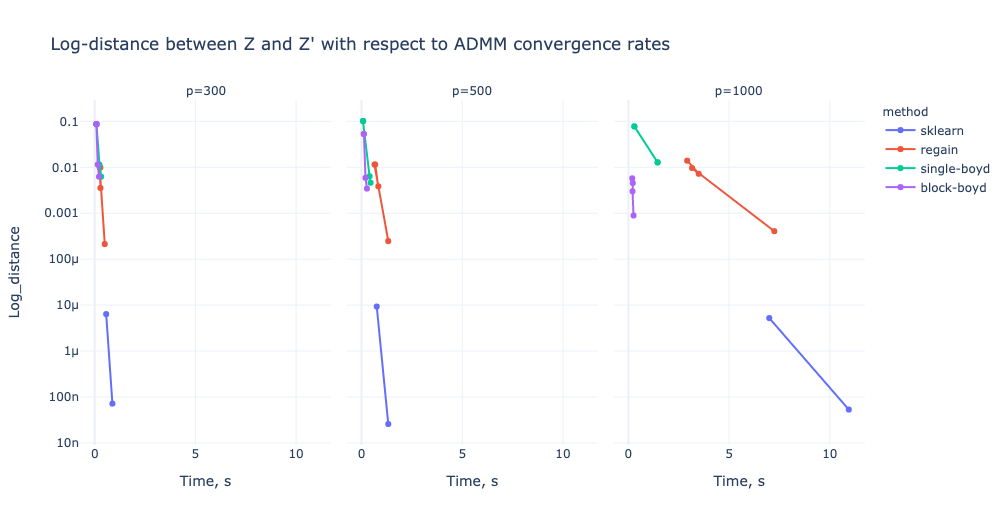 Log-distance between Z and Z' with respect to ADMM convergence rates
p=300
p=500
p=1000
method
sklearn
regain
single-boyd
block-boyd
Log_distance
0.1
0.01
0.001
100μ
10μ
1μ
100n
10n
0
5
10
0
5
10
0
5
10
Time, s
Time, s
Time, s